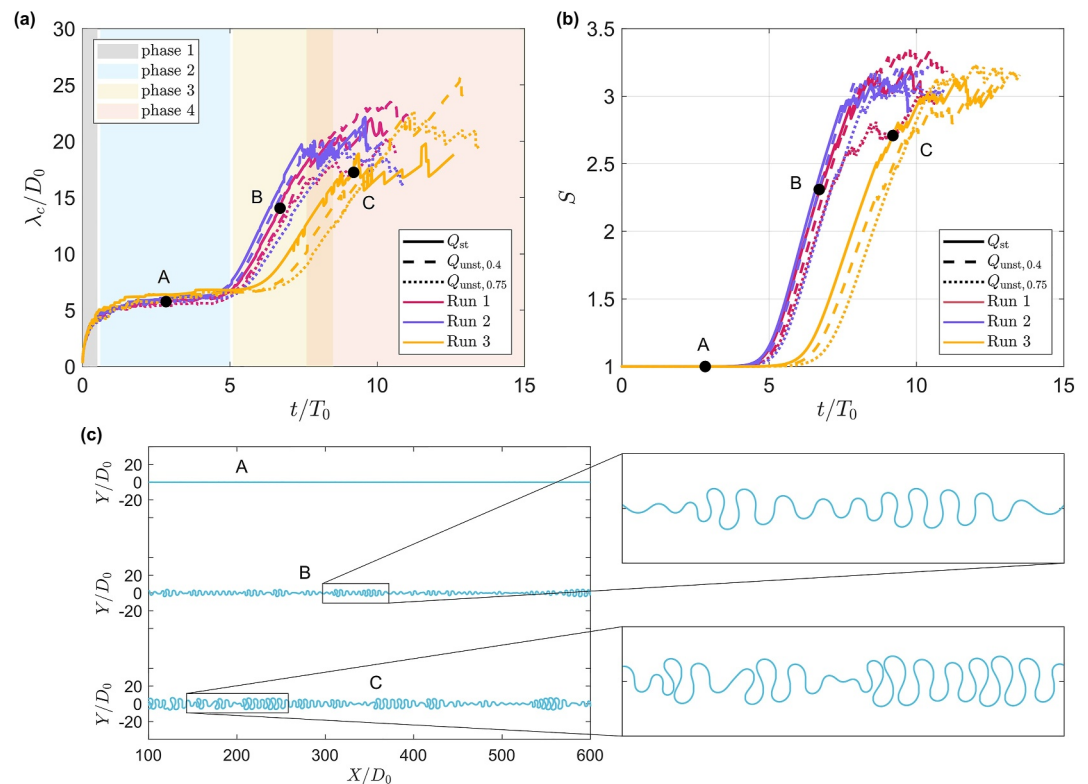 (a)
30
25
20
15
10
5
0
λc/D0
phase 1
phase 2
phase 3
phase 4
A
B
C
Qst
Qunst,0.4
Qunst,0.75
Run 1
Run 2
Run 3
0 5 10 15
t/T0
(b)
3.5
3
2.5
2
1.5
1
S
A
B
C
Qst
Qunst,0.4
Qunst,0.75
Run 1
Run 2
Run 3
0 5 10 15
t/T0
(c)
A
Y/D0
20
0
-20
B
Y/D0
20
0
-20
C
Y/D0
20
0
-20
100 200 300 400 500 600
X/D0